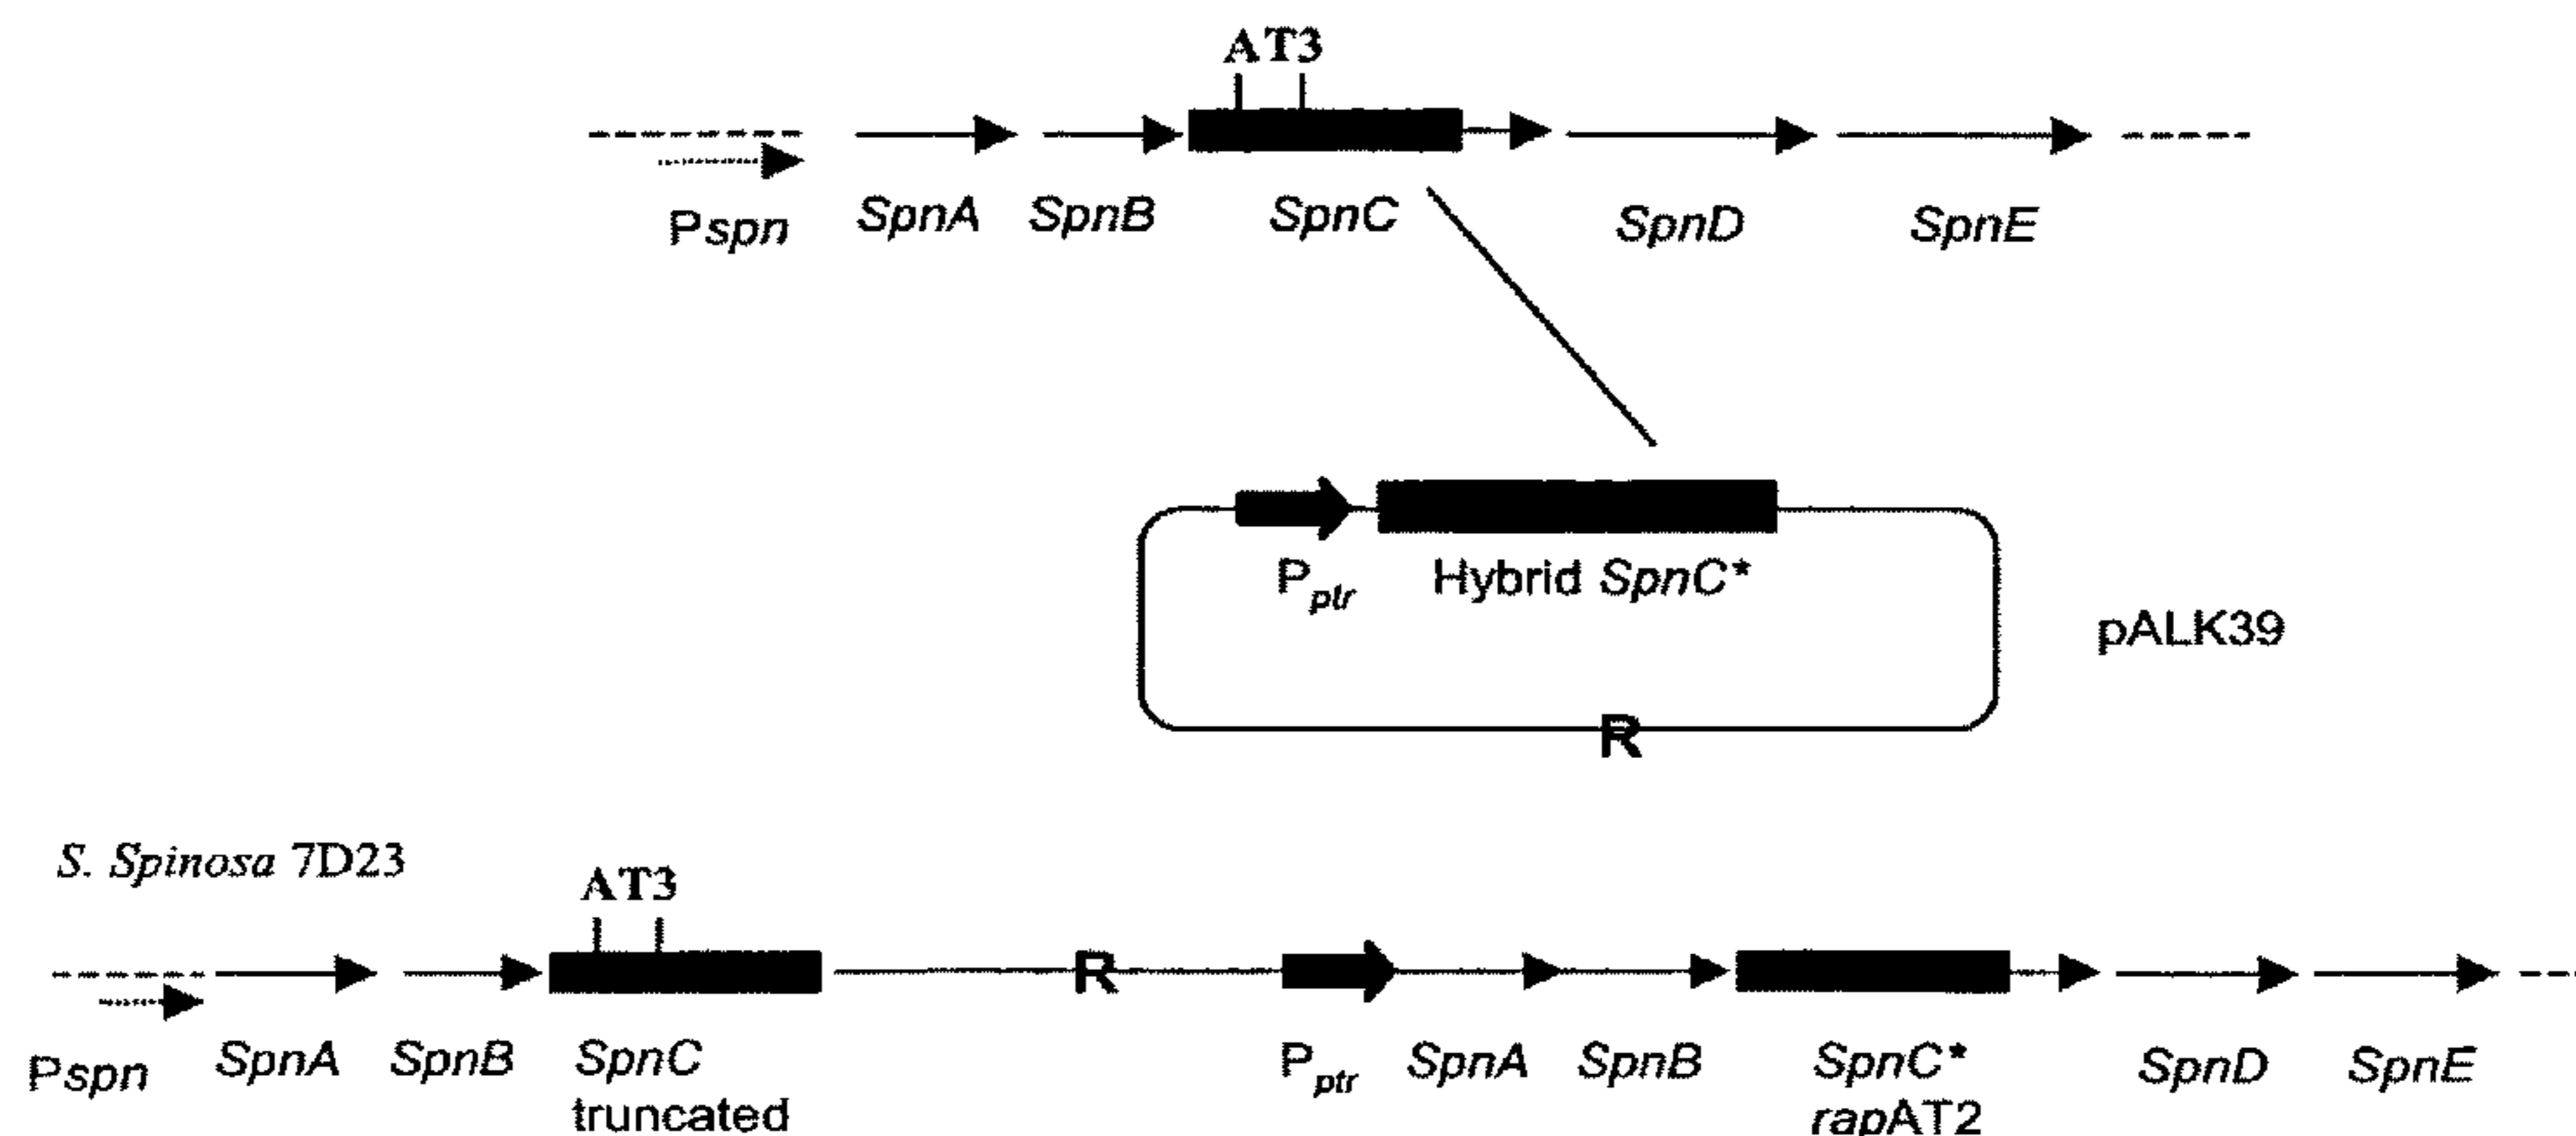 AT3
Pspn SpnA SpnB SpnC SpnD SpnE
Pptr Hybrid SpnC*
pALK39
R
S. Spinosa 7D23
AT3
R
Pspn SpnA SpnB SpnC Pptr SpnA SpnB SpnC* SpnD SpnE
truncated rapAT2